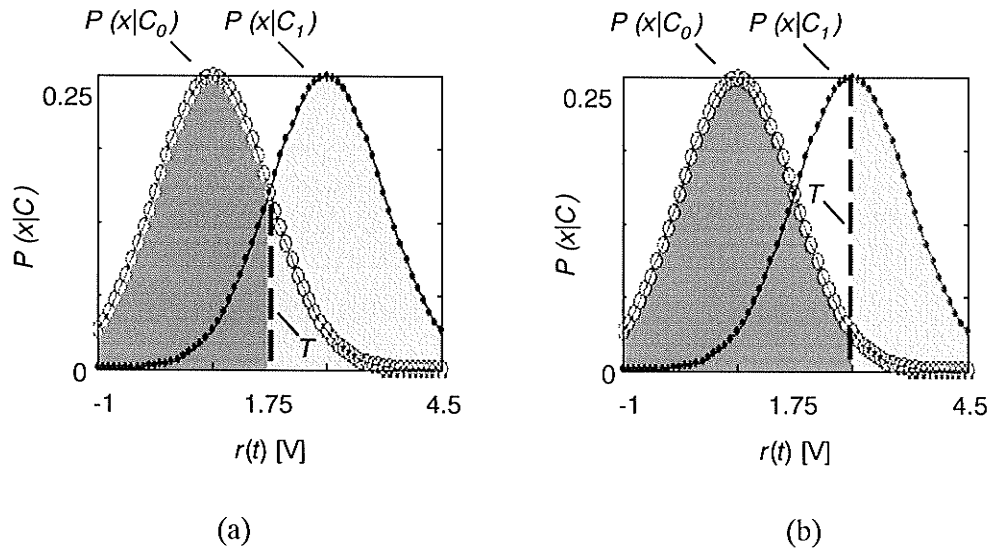 P (x|C₀) P (x|C₁)
0.25
P (x|C)
T
0
-1 1.75 4.5
r(t) [V]
(a)
P (x|C₀) P (x|C₁)
0.25
P (x|C)
T
0
-1 1.75 4.5
r(t) [V]
(b)